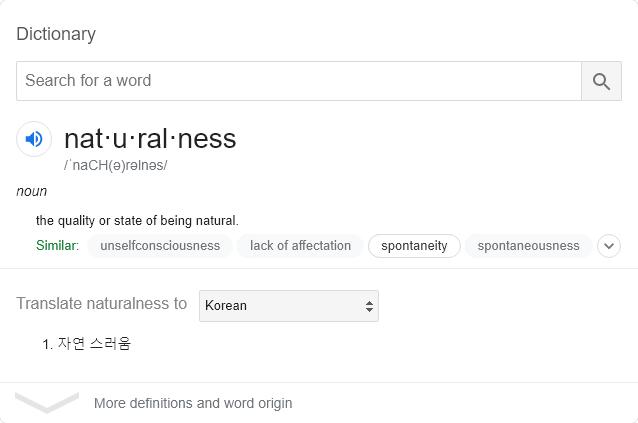 Dictionary
Search for a word
nat·u·ral·ness
/ˈnaCH(ə)rəlnəs/
noun
the quality or state of being natural.
Similar: unselfconsciousness lack of affectation spontaneity spontaneousness
Translate naturalness to Korean
1. 자연 스러움
More definitions and word origin